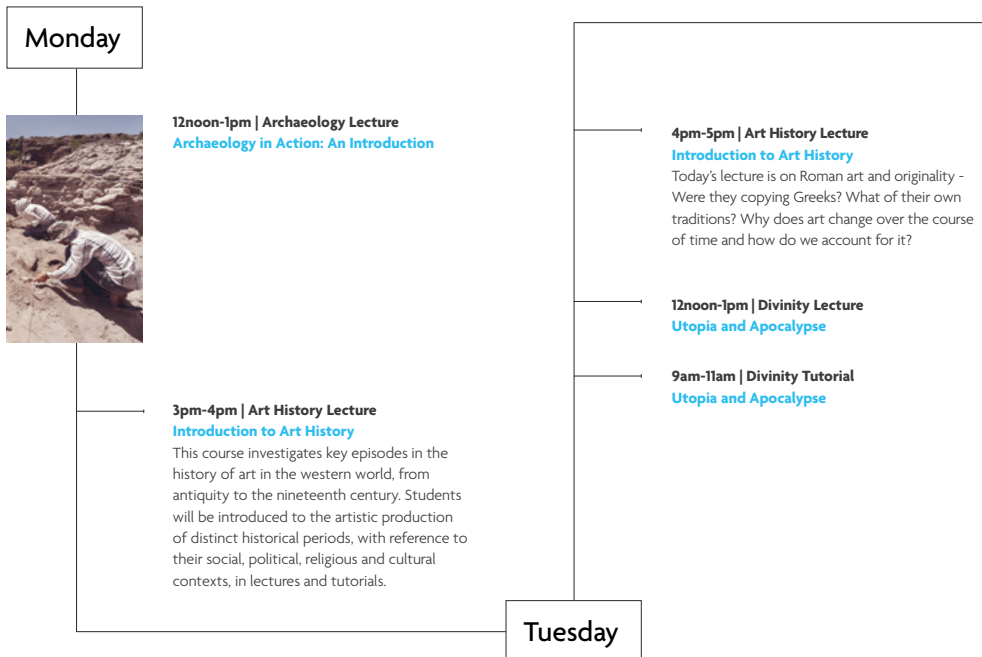 Monday
12noon-1pm | Archaeology Lecture
Archaeology in Action: An Introduction
3pm-4pm | Art History Lecture
Introduction to Art History
This course investigates key episodes in the
history of art in the western world, from
antiquity to the nineteenth century. Students
will be introduced to the artistic production
of distinct historical periods, with reference to
their social, political, religious and cultural
contexts, in lectures and tutorials.
Tuesday
4pm-5pm | Art History Lecture
Introduction to Art History
Today's lecture is on Roman art and originality -
Were they copying Greeks? What of their own
traditions? Why does art change over the course
of time and how do we account for it?
12noon-1pm | Divinity Lecture
Utopia and Apocalypse
9am-11am | Divinity Tutorial
Utopia and Apocalypse